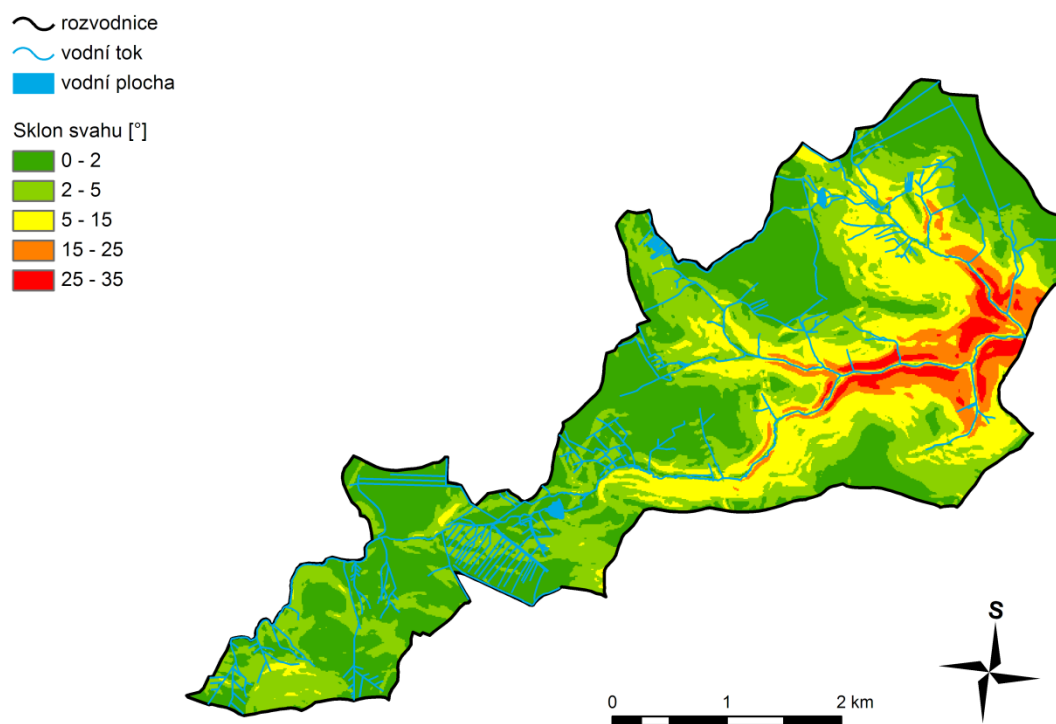 rozvodnice
vodní tok
vodní plocha
Sklon svahu [°]
0 - 2
2 - 5
5 - 15
15 - 25
25 - 35
S
0 1 2 km